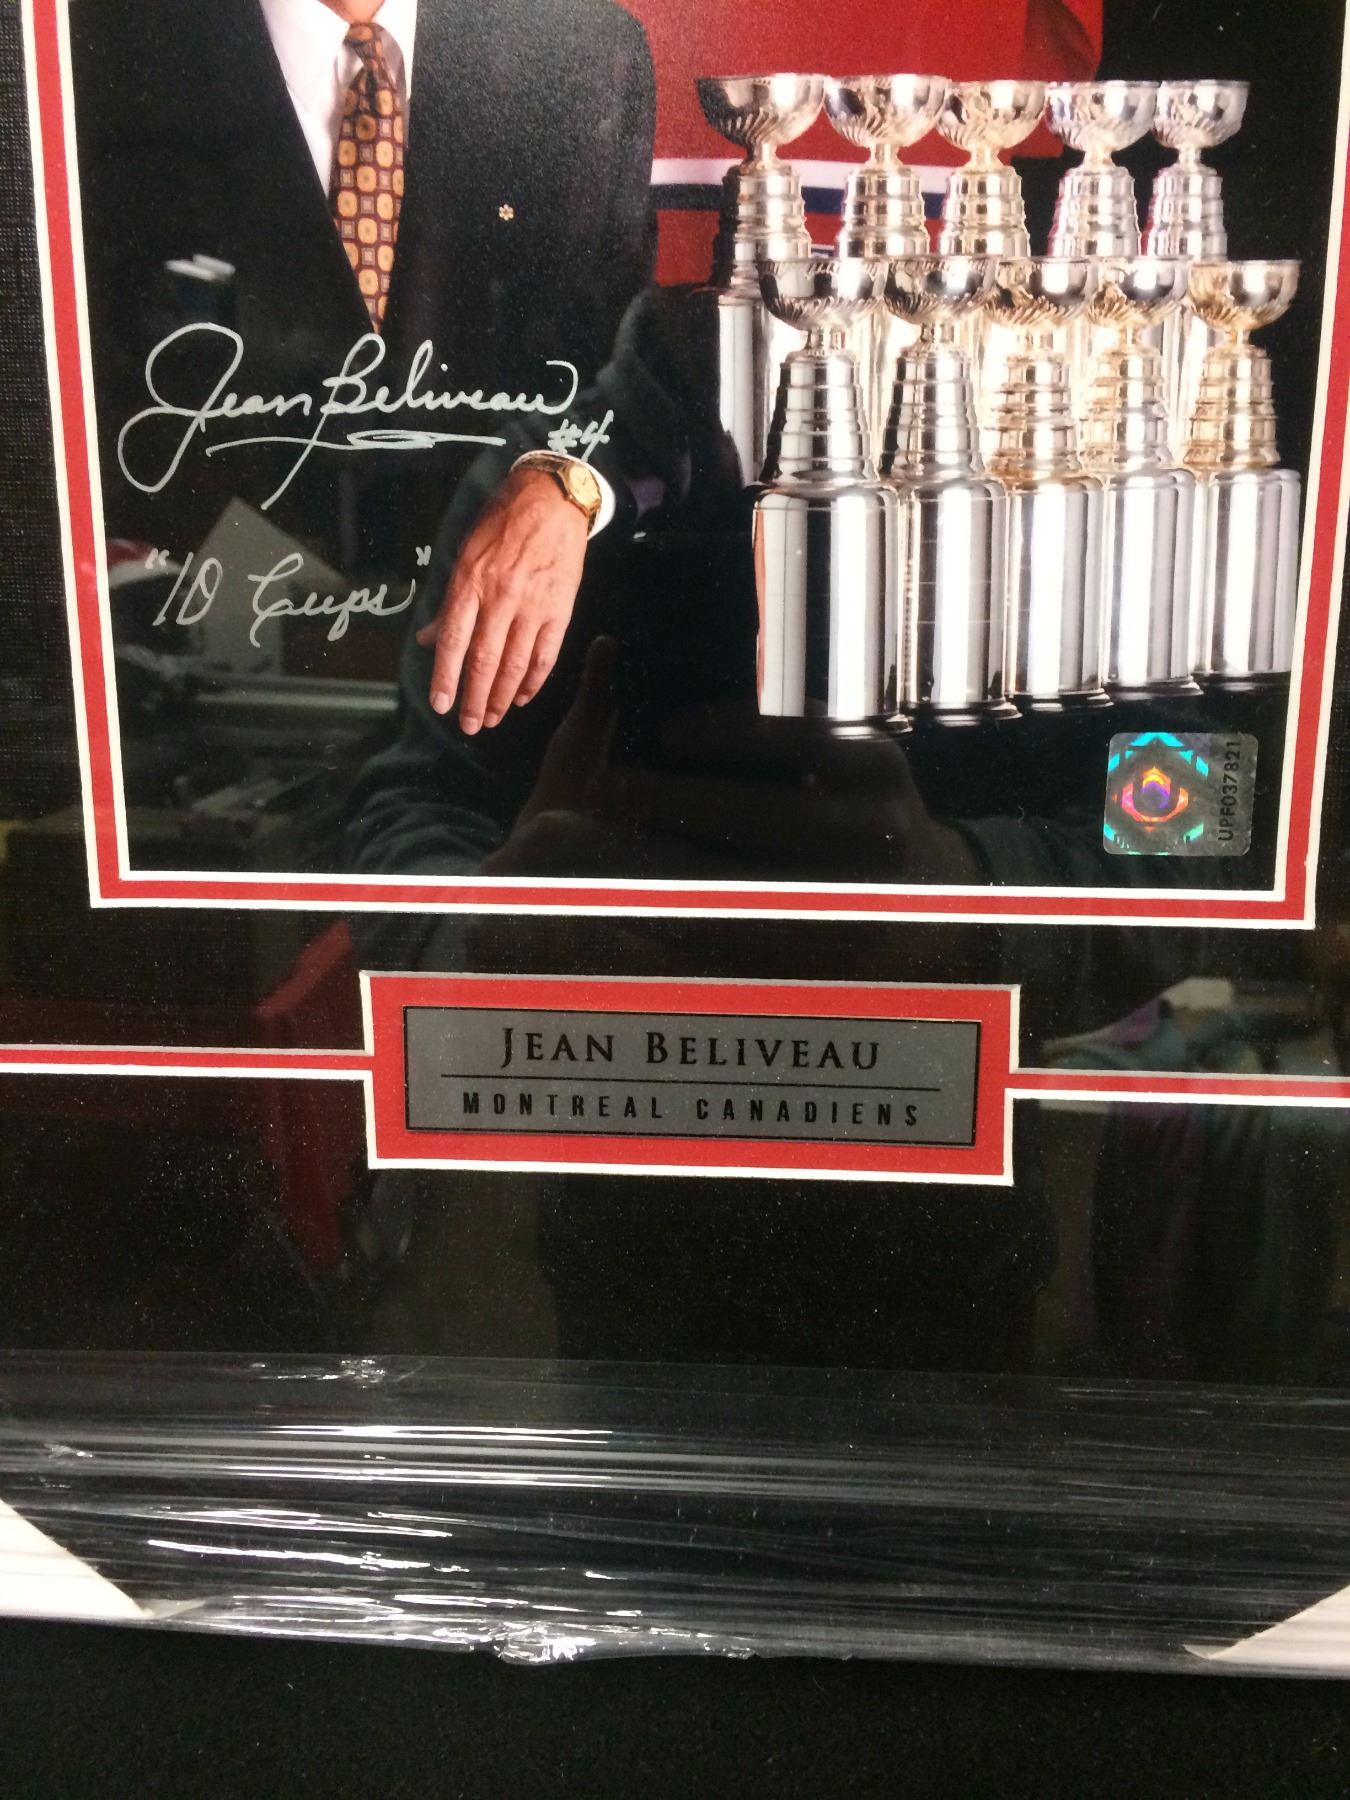 Jean Beliveau
#4
"10 Cups"
UPF037821
JEAN BELIVEAU
MONTREAL CANADIENS